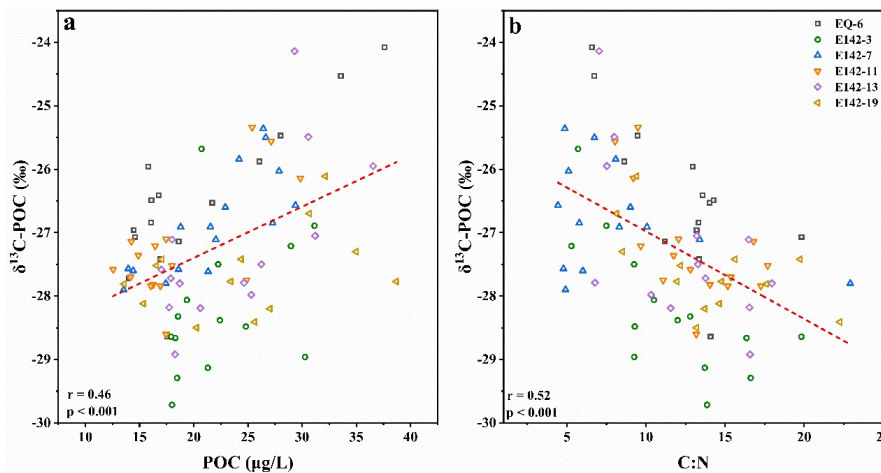 a
b
-24
-25
-26
-27
-28
-29
-30
δ¹³C-POC (‰)
r = 0.46
p < 0.001
10
15
20
25
30
35
40
POC (µg/L)
-24
-25
-26
-27
-28
-29
-30
δ¹³C-POC (‰)
EQ-6
E142-3
E142-7
E142-11
E142-13
E142-19
r = 0.52
p < 0.001
5
10
15
20
25
C:N